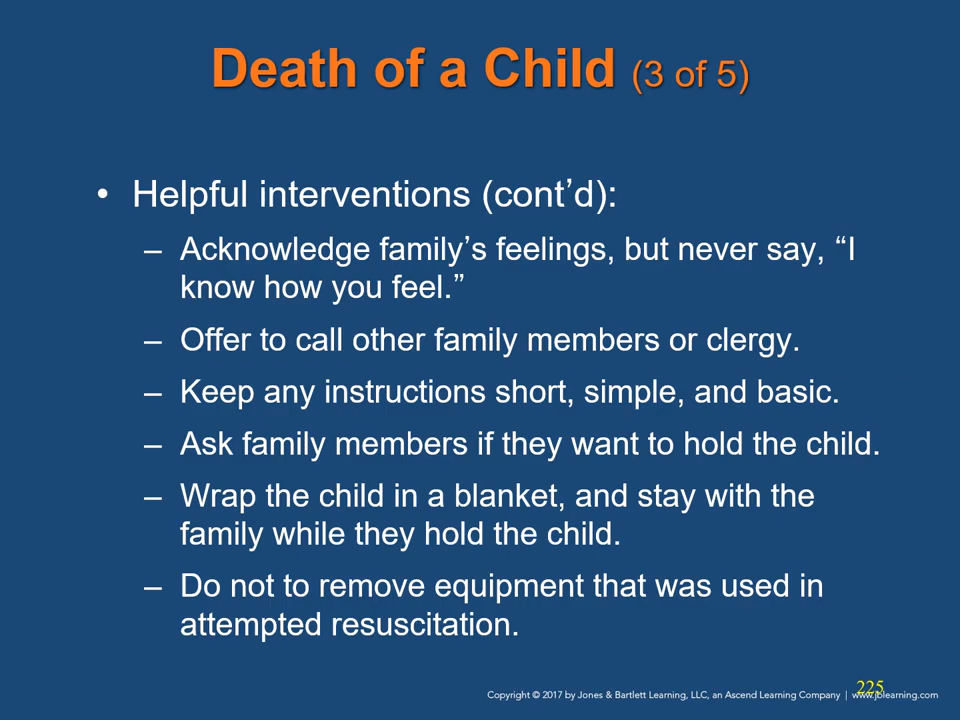 Death of a Child (3 of 5)
• Helpful interventions (cont’d):
– Acknowledge family’s feelings, but never say, “I
know how you feel.”
– Offer to call other family members or clergy.
– Keep any instructions short, simple, and basic.
– Ask family members if they want to hold the child.
– Wrap the child in a blanket, and stay with the
family while they hold the child.
– Do not to remove equipment that was used in
attempted resuscitation.
225
Copyright © 2017 by Jones & Bartlett Learning, LLC, an Ascend Learning Company | www.jblearning.com